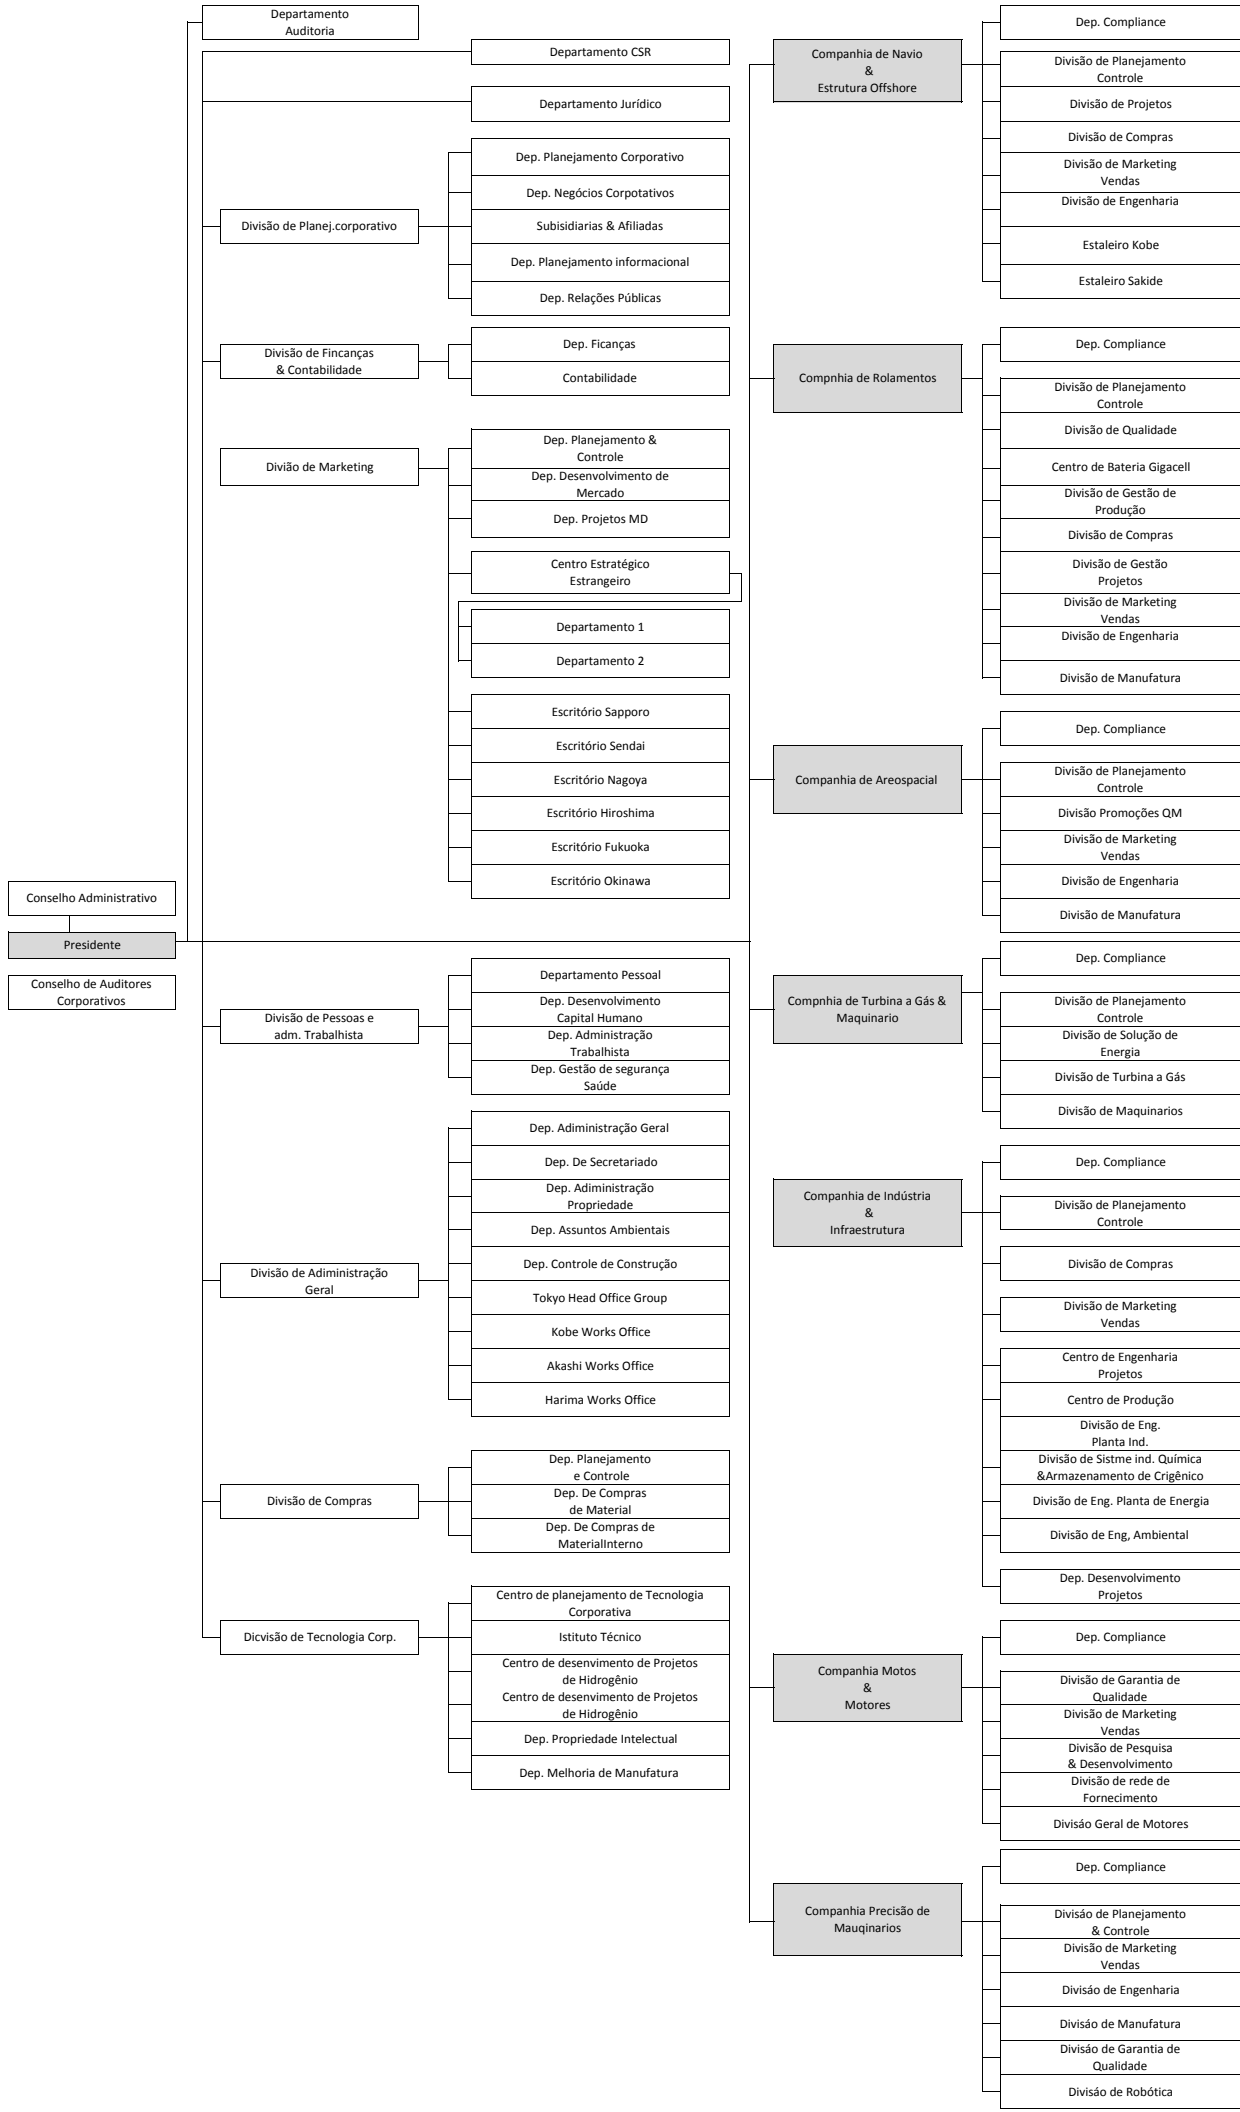 Departamento
Auditoria
Departamento CSR
Departamento Jurídico
Dep. Planejamento Corporativo
Dep. Negócios Corpotativos
Divisão de Planej.corporativo
Subisidiarias & Afiliadas
Dep. Planejamento informacional
Dep. Relações Públicas
Divisão de Fincanças
& Contabilidade
Dep. Ficanças
Contabilidade
Divião de Marketing
Dep. Planejamento &
Controle
Dep. Desenvolvimento de
Mercado
Dep. Projetos MD
Centro Estratégico
Estrangeiro
Departamento 1
Departamento 2
Escritório Sapporo
Escritório Sendai
Escritório Nagoya
Escritório Hiroshima
Escritório Fukuoka
Escritório Okinawa
Conselho Administrativo
Presidente
Conselho de Auditores
Corporativos
Divisão de Pessoas e
adm. Trabalhista
Departamento Pessoal
Dep. Desenvolvimento
Capital Humano
Dep. Administração
Trabalhista
Dep. Gestão de segurança
Saúde
Divisão de Adiministração
Geral
Dep. Adiministração Geral
Dep. De Secretariado
Dep. Adiministração
Propriedade
Dep. Assuntos Ambientais
Dep. Controle de Construção
Tokyo Head Office Group
Kobe Works Office
Akashi Works Office
Harima Works Office
Divisão de Compras
Dep. Planejamento
e Controle
Dep. De Compras
de Material
Dep. De Compras de
MaterialInterno
Dicvisão de Tecnologia Corp.
Centro de planejamento de Tecnologia
Corporativa
Istituto Técnico
Centro de desenvimento de Projetos
de Hidrogênio
Centro de desenvimento de Projetos
de Hidrogênio
Dep. Propriedade Intelectual
Dep. Melhoria de Manufatura
Companhia de Navio
&
Estrutura Offshore
Dep. Compliance
Divisão de Planejamento
Controle
Divisão de Projetos
Divisão de Compras
Divisão de Marketing
Vendas
Divisão de Engenharia
Estaleiro Kobe
Estaleiro Sakide
Compnhia de Rolamentos
Dep. Compliance
Divisão de Planejamento
Controle
Divisão de Qualidade
Centro de Bateria Gigacell
Divisão de Gestão de
Produção
Divisão de Compras
Divisão de Gestão
Projetos
Divisão de Marketing
Vendas
Divisão de Engenharia
Divisão de Manufatura
Companhia de Areospacial
Dep. Compliance
Divisão de Planejamento
Controle
Divisão Promoções QM
Divisão de Marketing
Vendas
Divisão de Engenharia
Divisão de Manufatura
Compnhia de Turbina a Gás &
Maquinario
Dep. Compliance
Divisão de Planejamento
Controle
Divisão de Solução de
Energia
Divisão de Turbina a Gás
Divisão de Maquinarios
Companhia de Indústria
&
Infraestrutura
Dep. Compliance
Divisão de Planejamento
Controle
Divisão de Compras
Divisão de Marketing
Vendas
Centro de Engenharia
Projetos
Centro de Produção
Divisão de Eng.
Planta Ind.
Divisão de Sistme ind. Química
&Armazenamento de Crigênico
Divisão de Eng. Planta de Energia
Divisão de Eng, Ambiental
Dep. Desenvolvimento
Projetos
Companhia Motos
&
Motores
Dep. Compliance
Divisão de Garantia de
Qualidade
Divisão de Marketing
Vendas
Divisão de Pesquisa
& Desenvolvimento
Divisão de rede de
Fornecimento
Divisáo Geral de Motores
Companhia Precisão de
Mauqinarios
Dep. Compliance
Divisáo de Planejamento
& Controle
Divisão de Marketing
Vendas
Divisáo de Engenharia
Divisáo de Manufatura
Divisáo de Garantia de
Qualidade
Divisáo de Robótica